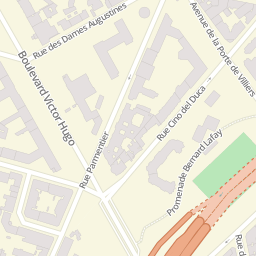 Rue des Dames Augustines
Avenue de la Porte de Villiers
Boulevard Victor Hugo
Rue Parmentier
Rue Cino del Duca
Promenade Bernard Lafay
Rue d